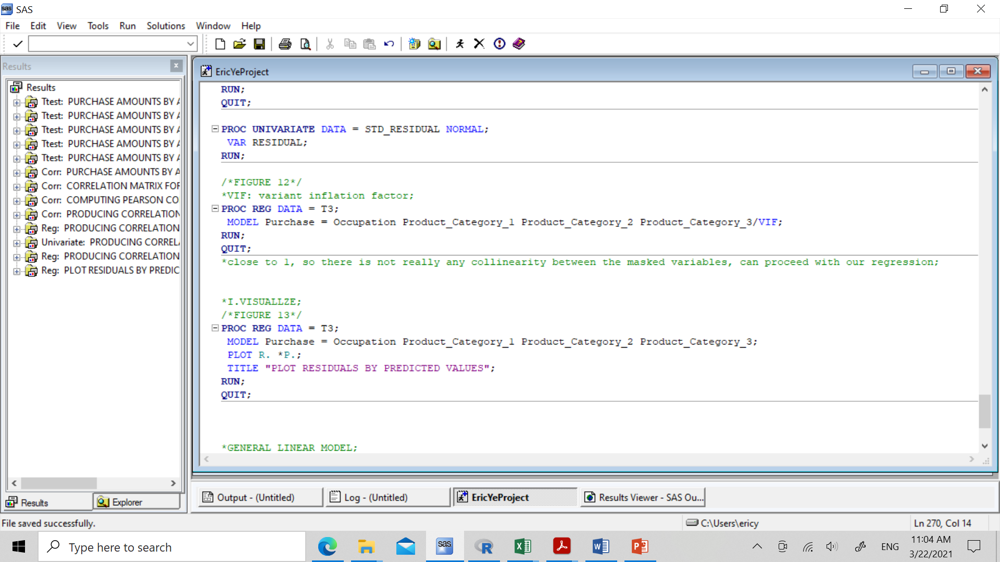 SAS
File Edit View Tools Run Solutions Window Help
Results
EricYeProject
Results
Ttest: PURCHASE AMOUNTS BY A
Ttest: PURCHASE AMOUNTS BY A
Ttest: PURCHASE AMOUNTS BY A
Ttest: PURCHASE AMOUNTS BY A
Ttest: PURCHASE AMOUNTS BY A
Corr: PURCHASE AMOUNTS BY A
Corr: CORRELATION MATRIX FOR
Corr: COMPUTING PEARSON CO
Corr: PRODUCING CORRELATION
Reg: PRODUCING CORRELATION
Univariate: PRODUCING CORREL
Reg: PRODUCING CORRELATION
Reg: PLOT RESIDUALS BY PREDIC
Results Explorer
RUN;
QUIT;
PROC UNIVARIATE DATA = STD_RESIDUAL NORMAL;
VAR RESIDUAL;
RUN;
/*FIGURE 12*/
*VIF: variant inflation factor;
PROC REG DATA = T3;
MODEL Purchase = Occupation Product_Category_1 Product_Category_2 Product_Category_3/VIF;
RUN;
QUIT;
*close to 1, so there is not really any collinearity between the masked variables, can proceed with our regression;
*I.VISUALLZE;
/*FIGURE 13*/
PROC REG DATA = T3;
MODEL Purchase = Occupation Product_Category_1 Product_Category_2 Product_Category_3;
PLOT R. *P.;
TITLE "PLOT RESIDUALS BY PREDICTED VALUES";
RUN;
QUIT;
*GENERAL LINEAR MODEL;
Output - (Untitled) Log - (Untitled) EricYeProject Results Viewer - SAS Ou...
File saved successfully. C:\Users\ericy Ln 270, Col 14
Type here to search
sas
ENG
11:04 AM
3/22/2021